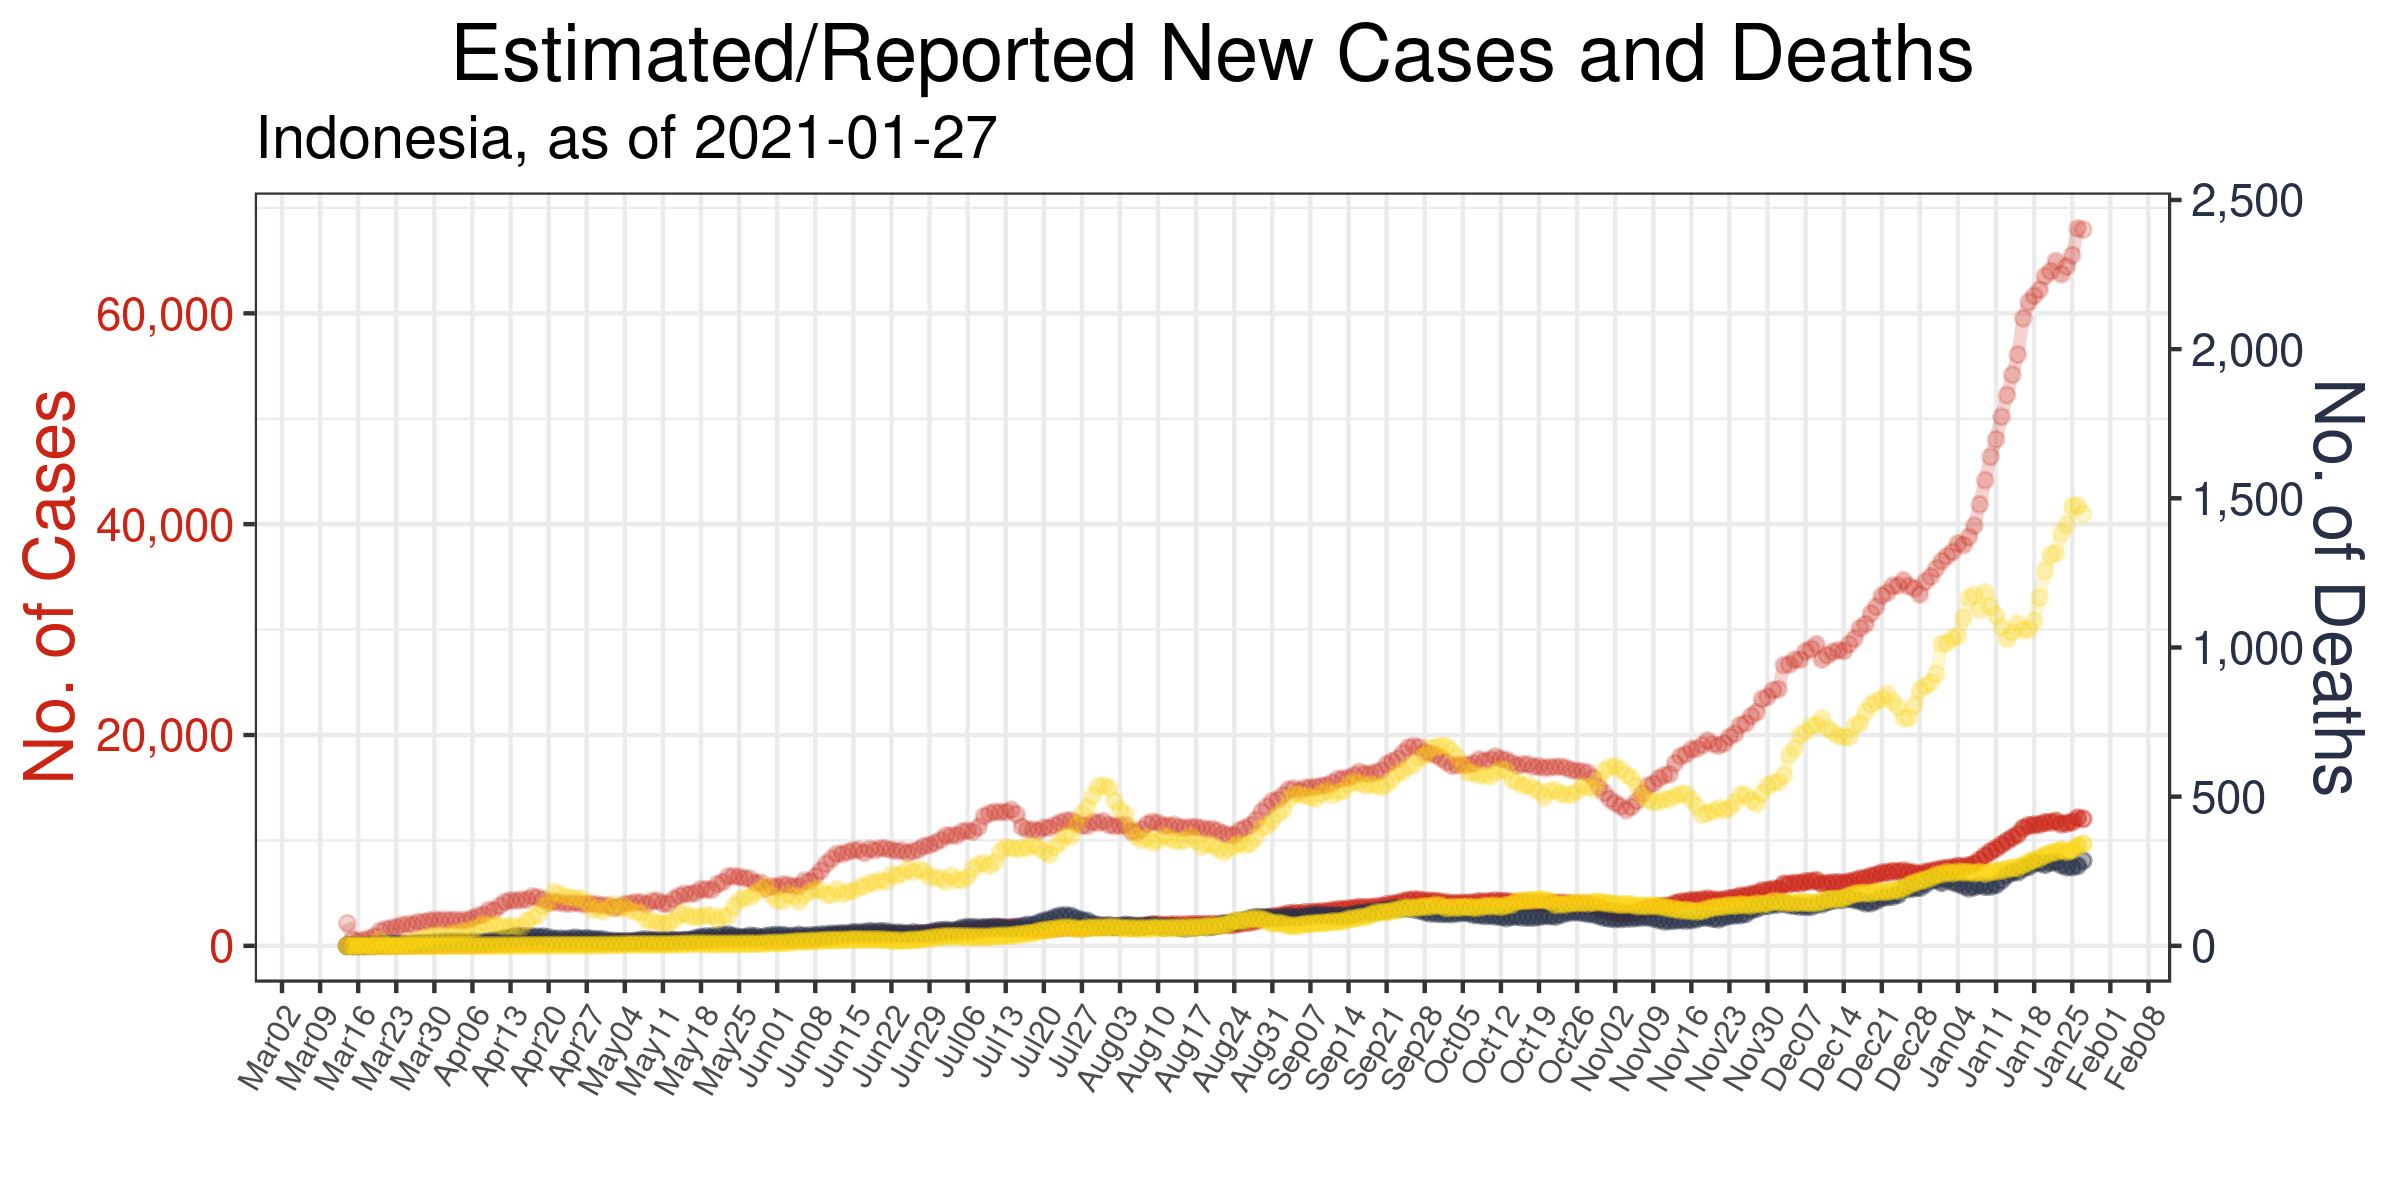 Estimated/Reported New Cases and Deaths
Indonesia, as of 2021-01-27
No. of Cases
60,000
40,000
20,000
0
2,500
2,000
1,500
1,000
500
0
No. of Deaths
Mar02
Mar09
Mar16
Mar23
Mar30
Apr06
Apr13
Apr20
Apr27
May04
May11
May18
May25
Jun01
Jun08
Jun15
Jun22
Jun29
Jul06
Jul13
Jul20
Jul27
Aug03
Aug10
Aug17
Aug24
Aug31
Sep07
Sep14
Sep21
Sep28
Oct05
Oct12
Oct19
Oct26
Nov02
Nov09
Nov16
Nov23
Nov30
Dec07
Dec14
Dec21
Dec28
Dec04
Jan11
Jan18
Jan25
Feb01
Feb08